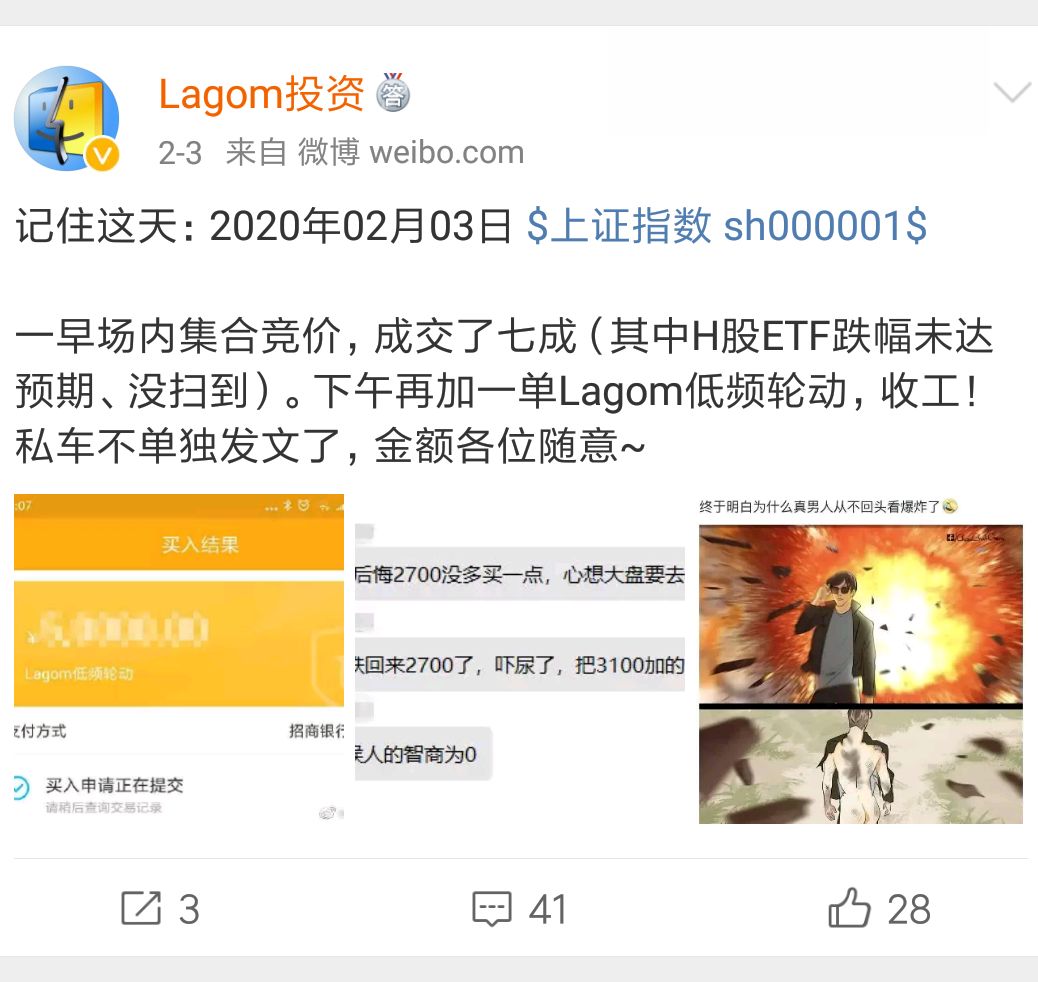 Lagom投资 答
2-3 来自 微博 weibo.com
记住这天：2020年02月03日 $上证指数 sh000001$
一早场内集合竞价，成交了七成（其中H股ETF跌幅未达
预期、没扫到）。下午再加一单Lagom低频轮动，收工！
私车不单独发文了，金额各位随意~
:07
买入结果
Lagom低频轮动
支付方式 招商银行
买入申请正在提交
请稍后查询交易记录
后悔2700没多买一点，心想大盘要去
回来2700了，吓尿了，把3100加的
人的智商为0
终于明白为什么真男人从不回头看爆炸了
3 41 28